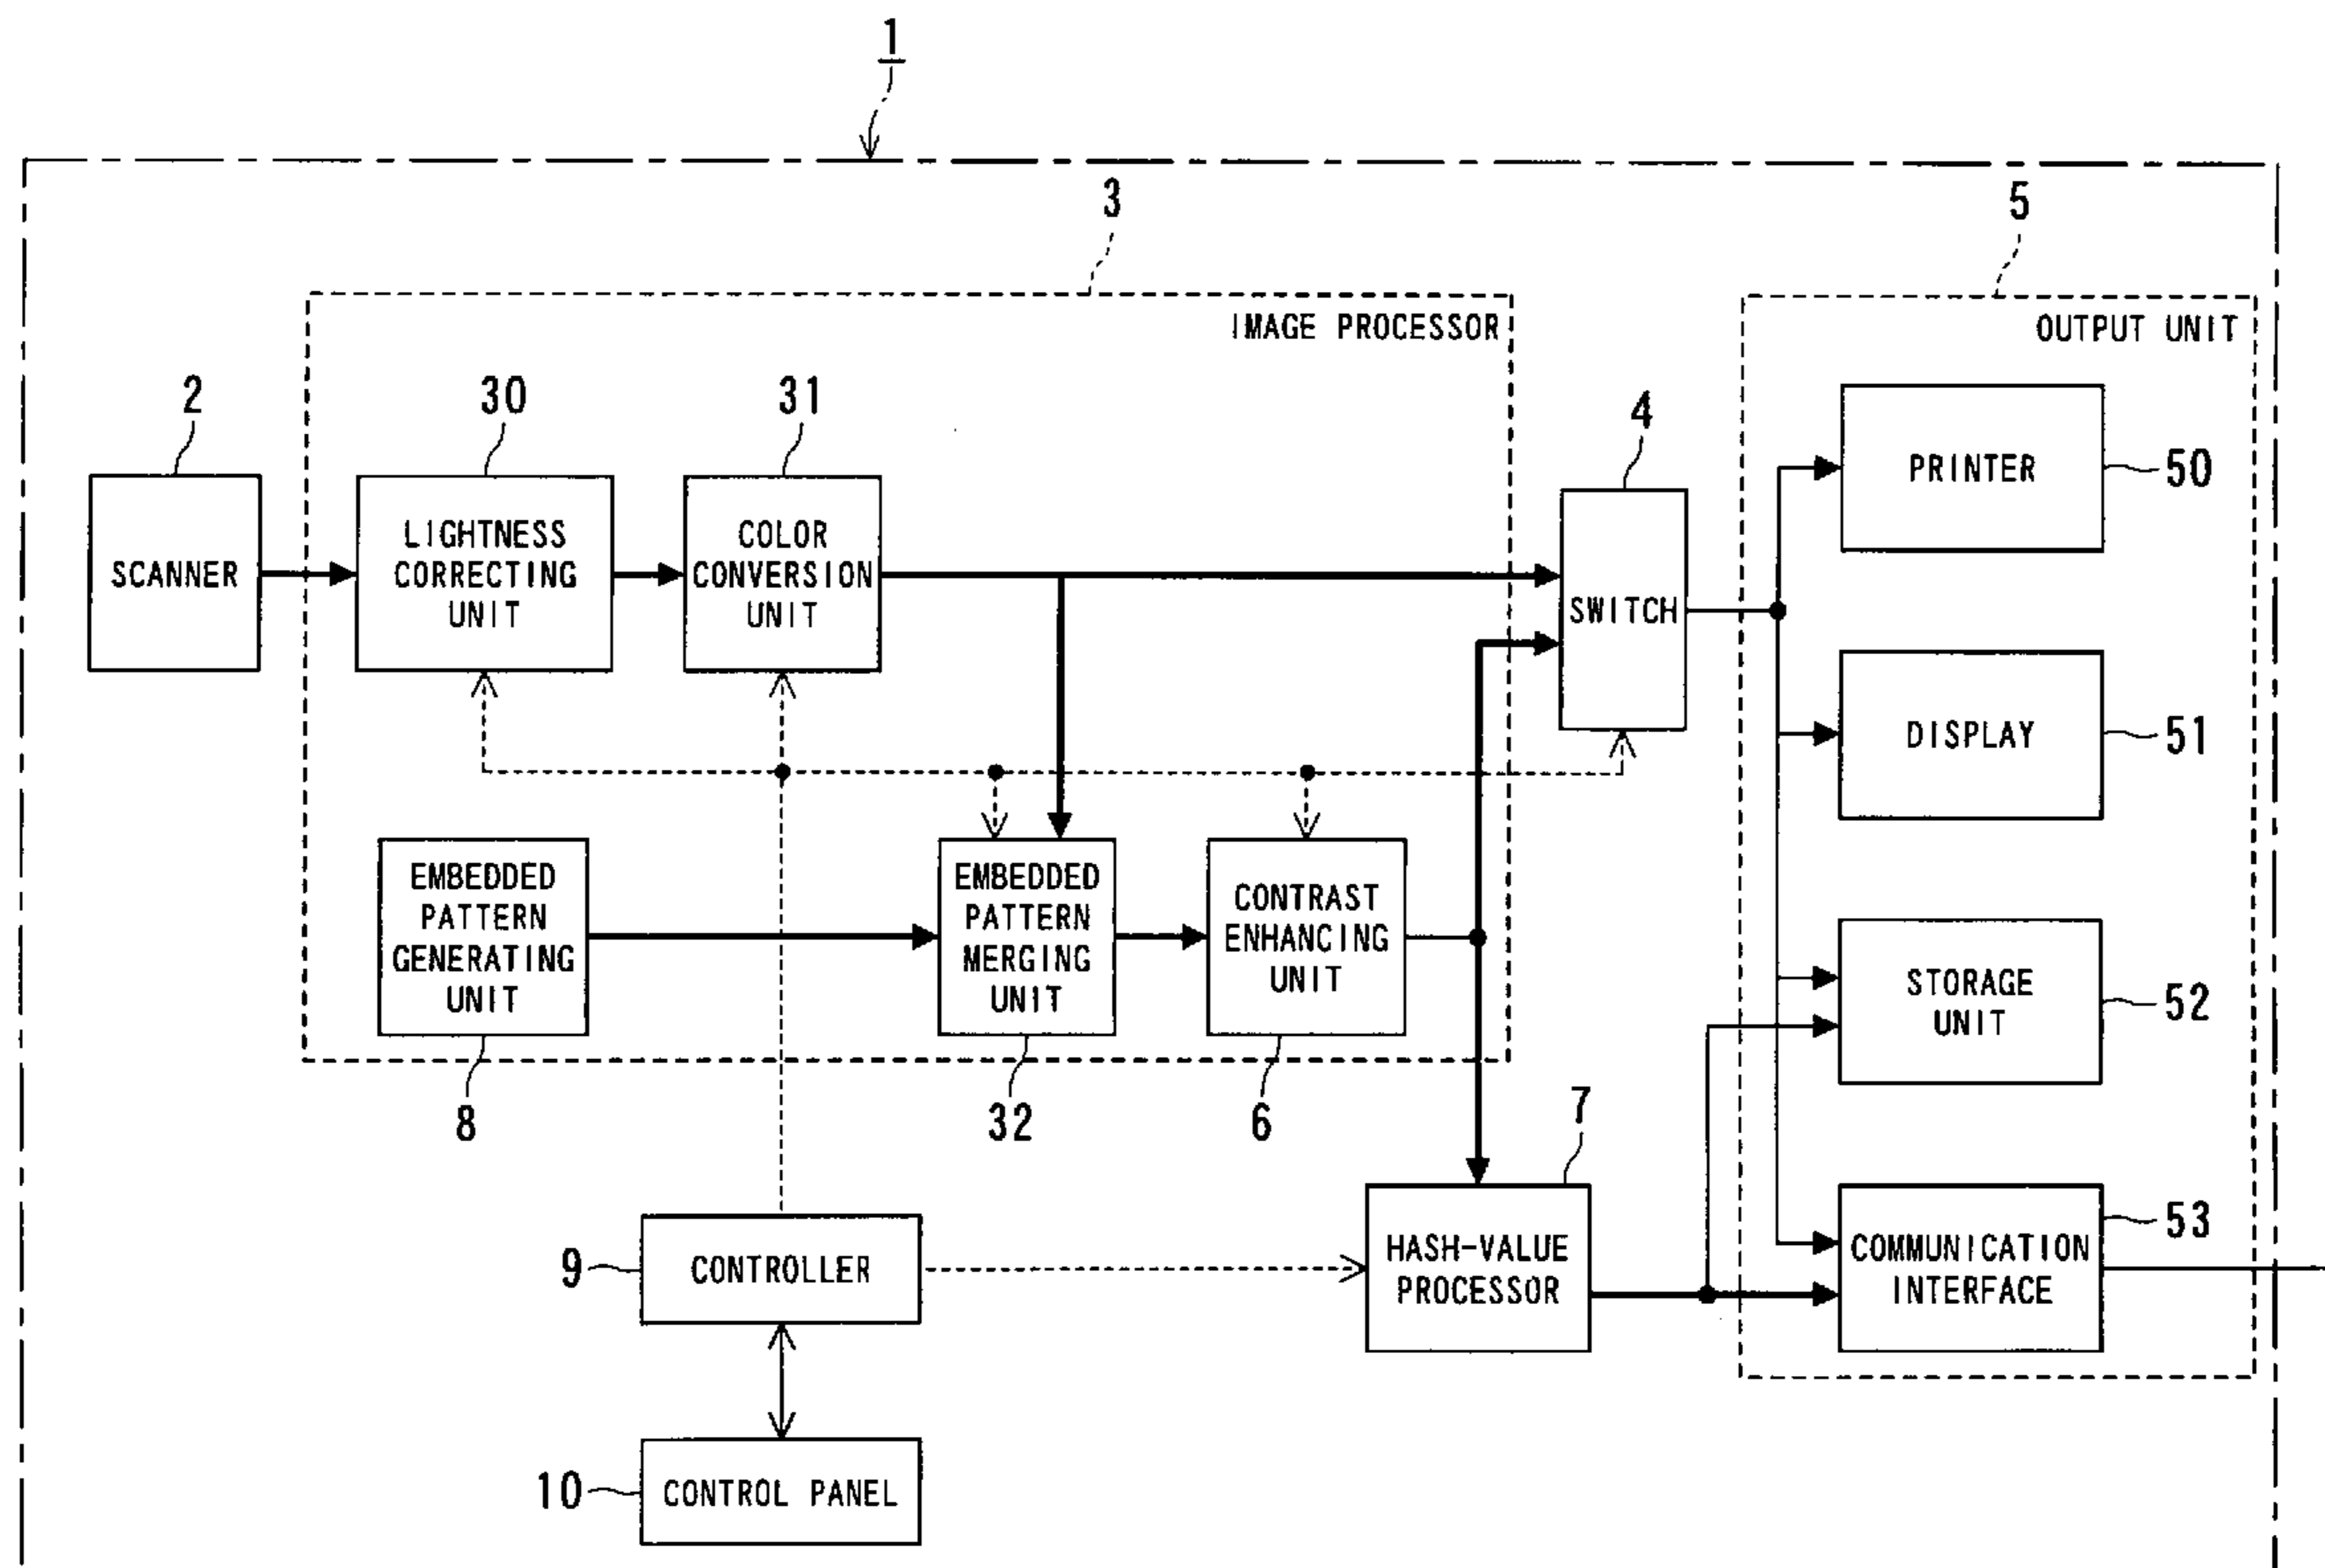 1
3
5
IMAGE PROCESSOR
OUTPUT UNIT
2
30
31
4
SCANNER
LIGHTNESS
CORRECTING
UNIT
COLOR
CONVERSION
UNIT
SWITCH
PRINTER
50
DISPLAY
51
EMBEDDED
PATTERN
GENERATING
UNIT
EMBEDDED
PATTERN
MERGING
UNIT
CONTRAST
ENHANCING
UNIT
STORAGE
UNIT
52
8
32
6
7
9
CONTROLLER
HASH-VALUE
PROCESSOR
COMMUNICATION
INTERFACE
53
10
CONTROL PANEL